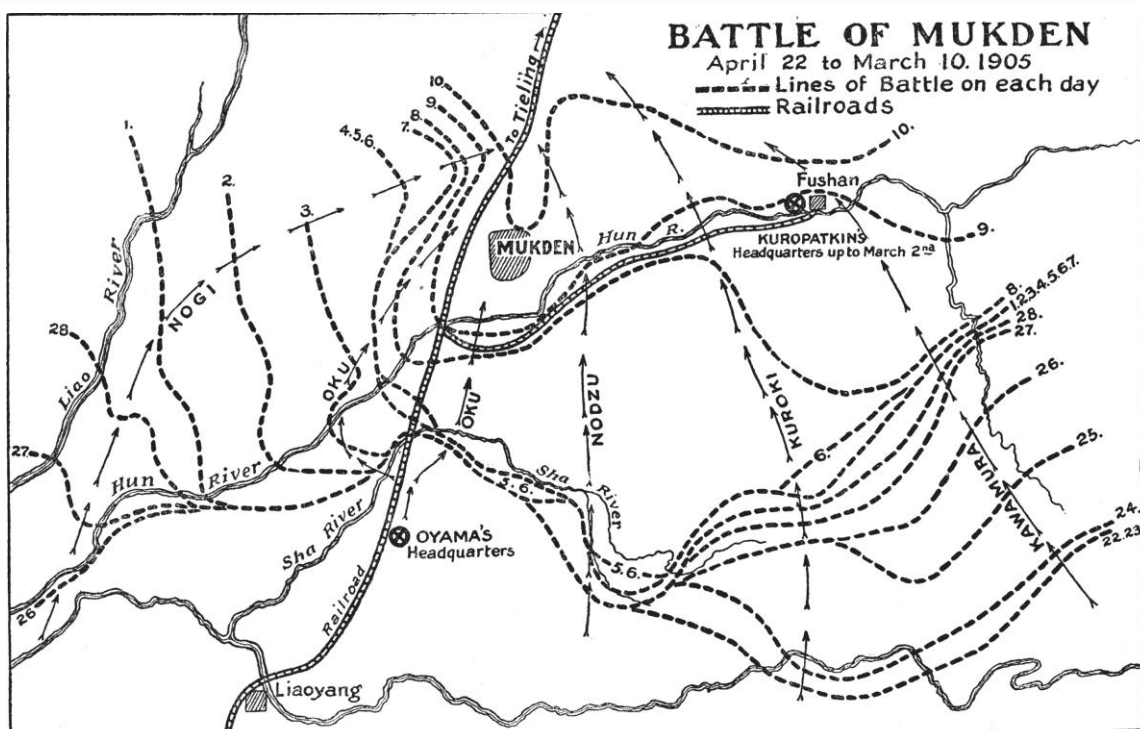 BATTLE OF MUKDEN
April 22 to March 10. 1905
Lines of Battle on each day
Railroads
1.
2.
3.
4.5.6.
7.
8.
9.
10.
To Tieling
10.
Fushan
9.
KUROPATKINS
Headquarters up to March 2nd
MUKDEN
Hun R.
Liao River
NOGI
28
27.
26
Hun River
OKU
OKU
NODZU
KUROKI
KAWAIMURA
8.
1.2.3.4.5.6.7.
28.
27.
26.
25.
24.
22.23.
6.
5.6.
5.6.
Sha River
Sha River
OYAMA'S
Headquarters
Railroad
Liaoyang